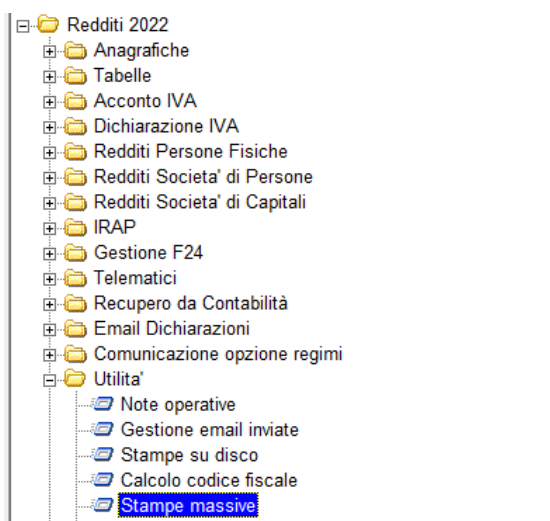 Redditi 2022
Anagrafiche
Tabelle
Acconto IVA
Dichiarazione IVA
Redditi Persone Fisiche
Redditi Societa' di Persone
Redditi Societa' di Capitali
IRAP
Gestione F24
Telematici
Recupero da Contabilità
Email Dichiarazioni
Comunicazione opzione regimi
Utilita'
Note operative
Gestione email inviate
Stampe su disco
Calcolo codice fiscale
Stampe massive